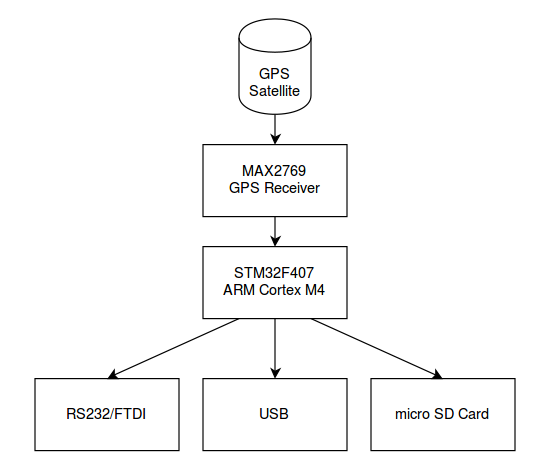 GPS
Satellite
MAX2769
GPS Receiver
STM32F407
ARM Cortex M4
RS232/FTDI
USB
micro SD Card